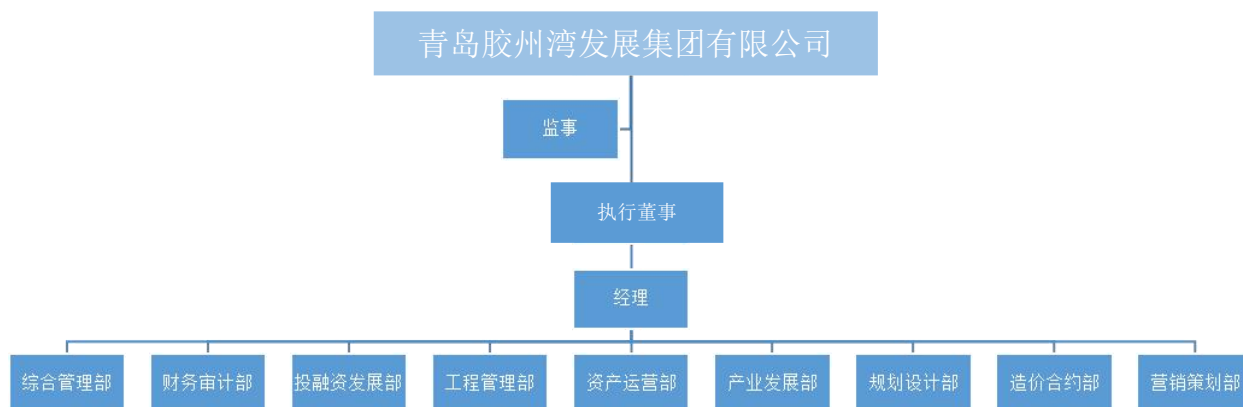 青岛胶州湾发展集团有限公司
监事
执行董事
经理
综合管理部
财务审计部
投融资发展部
工程管理部
资产运营部
产业发展部
规划设计部
造价合约部
营销策划部